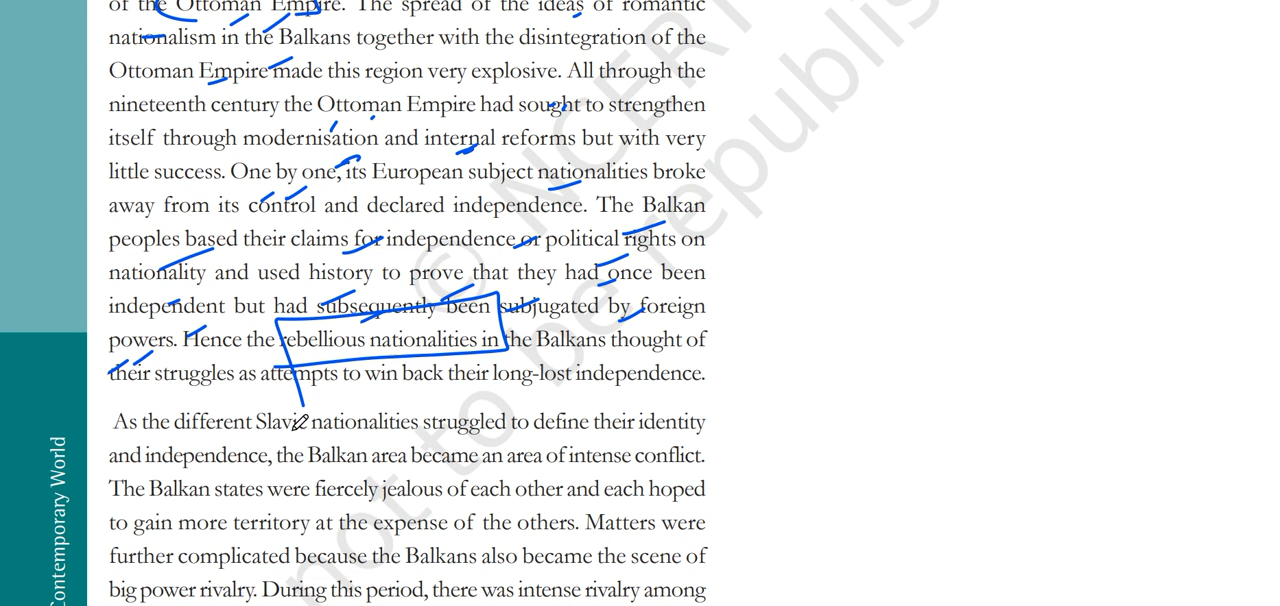 of the Ottoman Empire. The spread of the ideas of romantic
nationalism in the Balkans together with the disintegration of the
Ottoman Empire made this region very explosive. All through the
nineteenth century the Ottoman Empire had sought to strengthen
itself through modernisation and internal reforms but with very
little success. One by one, its European subject nationalities broke
away from its control and declared independence. The Balkan
peoples based their claims for independence or political rights on
nationality and used history to prove that they had once been
independent but had subsequently been subjugated by foreign
powers. Hence the rebellious nationalities in the Balkans thought of
their struggles as attempts to win back their long-lost independence.
As the different Slavic nationalities struggled to define their identity
and independence, the Balkan area became an area of intense conflict.
The Balkan states were fiercely jealous of each other and each hoped
to gain more territory at the expense of the others. Matters were
further complicated because the Balkans also became the scene of
big power rivalry. During this period, there was intense rivalry among
Contemporary World
© NCERT
not to be republis